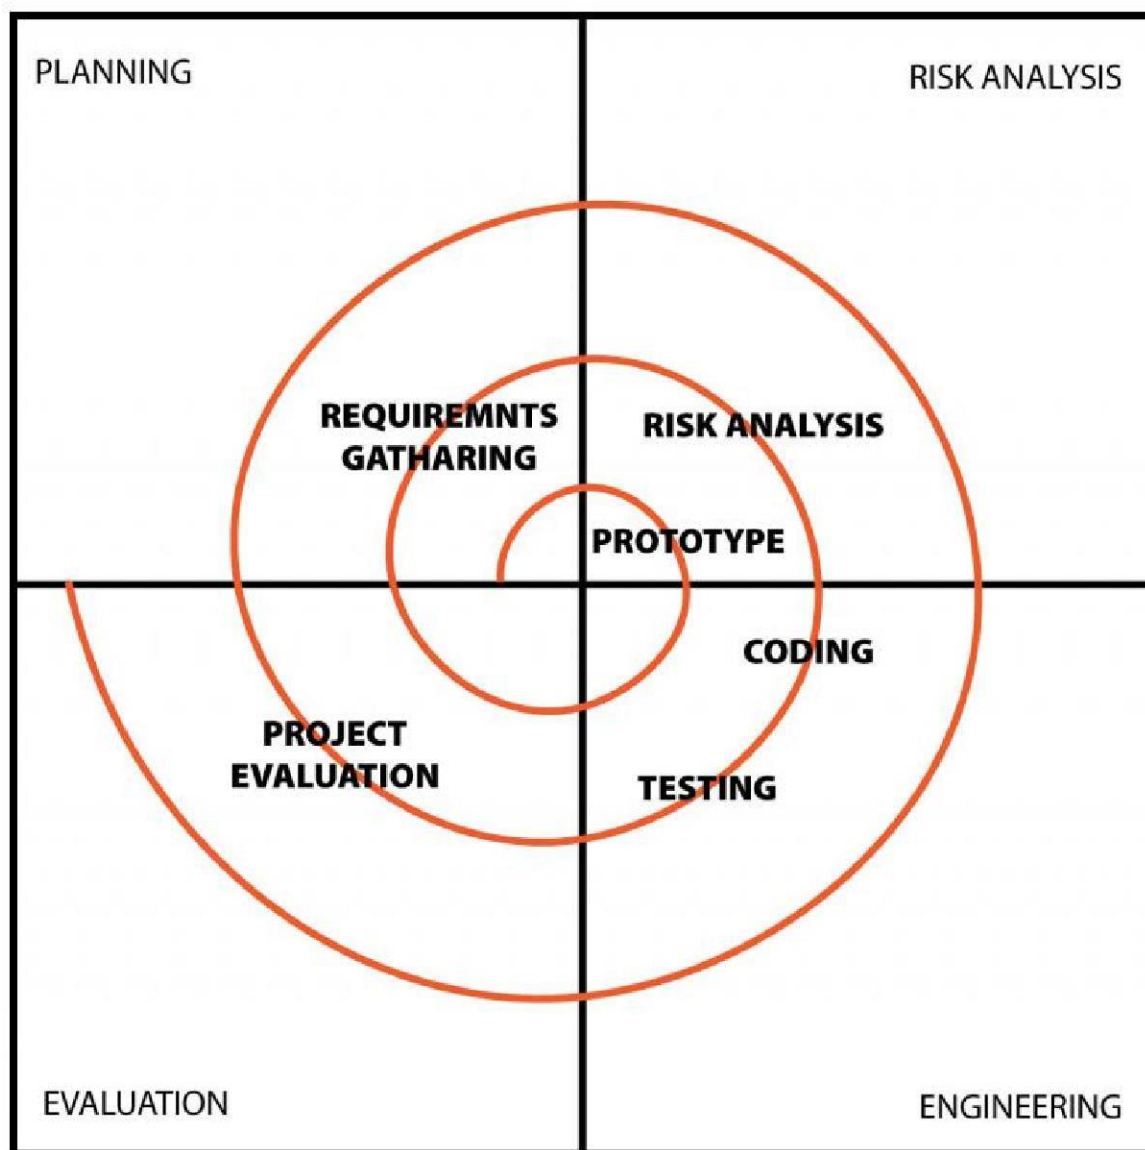 PLANNING
RISK ANALYSIS
REQUIREMNTS
GATHARING
RISK ANALYSIS
PROTOTYPE
CODING
PROJECT
EVALUATION
TESTING
EVALUATION
ENGINEERING